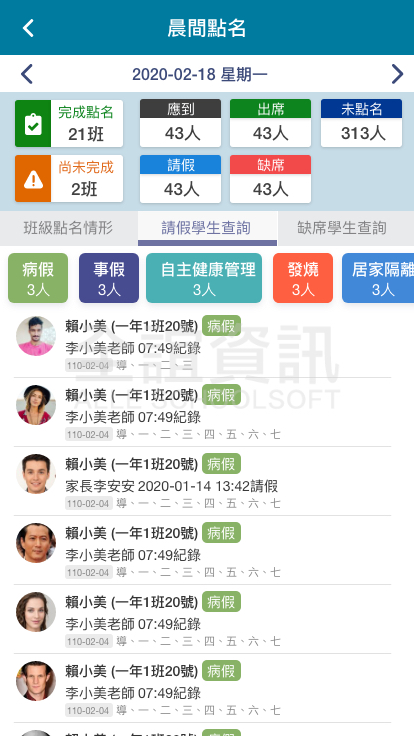 晨間點名
2020-02-18 星期一
完成點名
21班
應到
43人
出席
43人
未點名
313人
尚未完成
2班
請假
43人
缺席
43人
班級點名情形
請假學生查詢
缺席學生查詢
病假
3人
事假
3人
自主健康管理
3人
發燒
3人
居家隔離
3人
賴小美 (一年1班20號) 病假
李小美老師 07:49紀錄
110-02-04 導、一、二、三
賴小美 (一年1班20號) 病假
李小美老師 07:49紀錄
110-02-04 導、一、二、三、四、五、六、七
賴小美 (一年1班20號) 病假
家長李安安 2020-01-14 13:42請假
110-02-04 導、一、二、三、四、五、六、七
賴小美 (一年1班20號) 病假
李小美老師 07:49紀錄
110-02-04 導、一、二、三、四、五、六、七
賴小美 (一年1班20號) 病假
李小美老師 07:49紀錄
110-02-04 導、一、二、三、四、五、六、七
賴小美 (一年1班20號) 病假
李小美老師 07:49紀錄
110-02-04 導、一、二、三、四、五、六、七